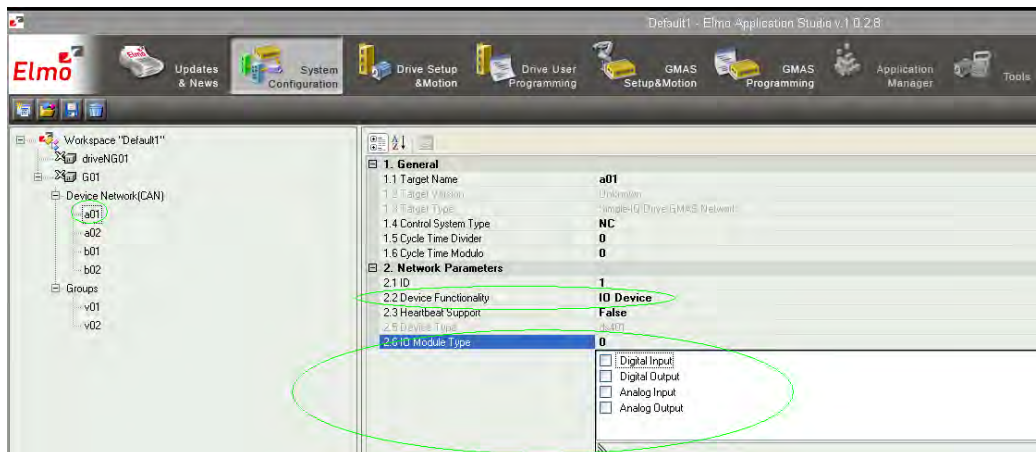 Default1 - Elmo Application Studio v.1.0.2.8
Elmo
Updates & News
System Configuration
Drive Setup &Motion
Drive User Programming
GMAS Setup&Motion
GMAS Programming
Application Manager
Tools
Workspace "Default1"
driveNG01
G01
Device Network(CAN)
a01
a02
b01
b02
Groups
v01
v02
1. General
1.1 Target Name a01
1.2 Target Version Unknown
1.3 Target Type
1.4 Control System Type NC
1.5 Cycle Time Divider 0
1.6 Cycle Time Modulo 0
2. Network Parameters
2.1 ID 1
2.2 Device Functionality IO Device
2.3 Heartbeat Support False
2.5 Device Type ds401
2.6 IO Module Type 0
Digital Input
Digital Output
Analog Input
Analog Output